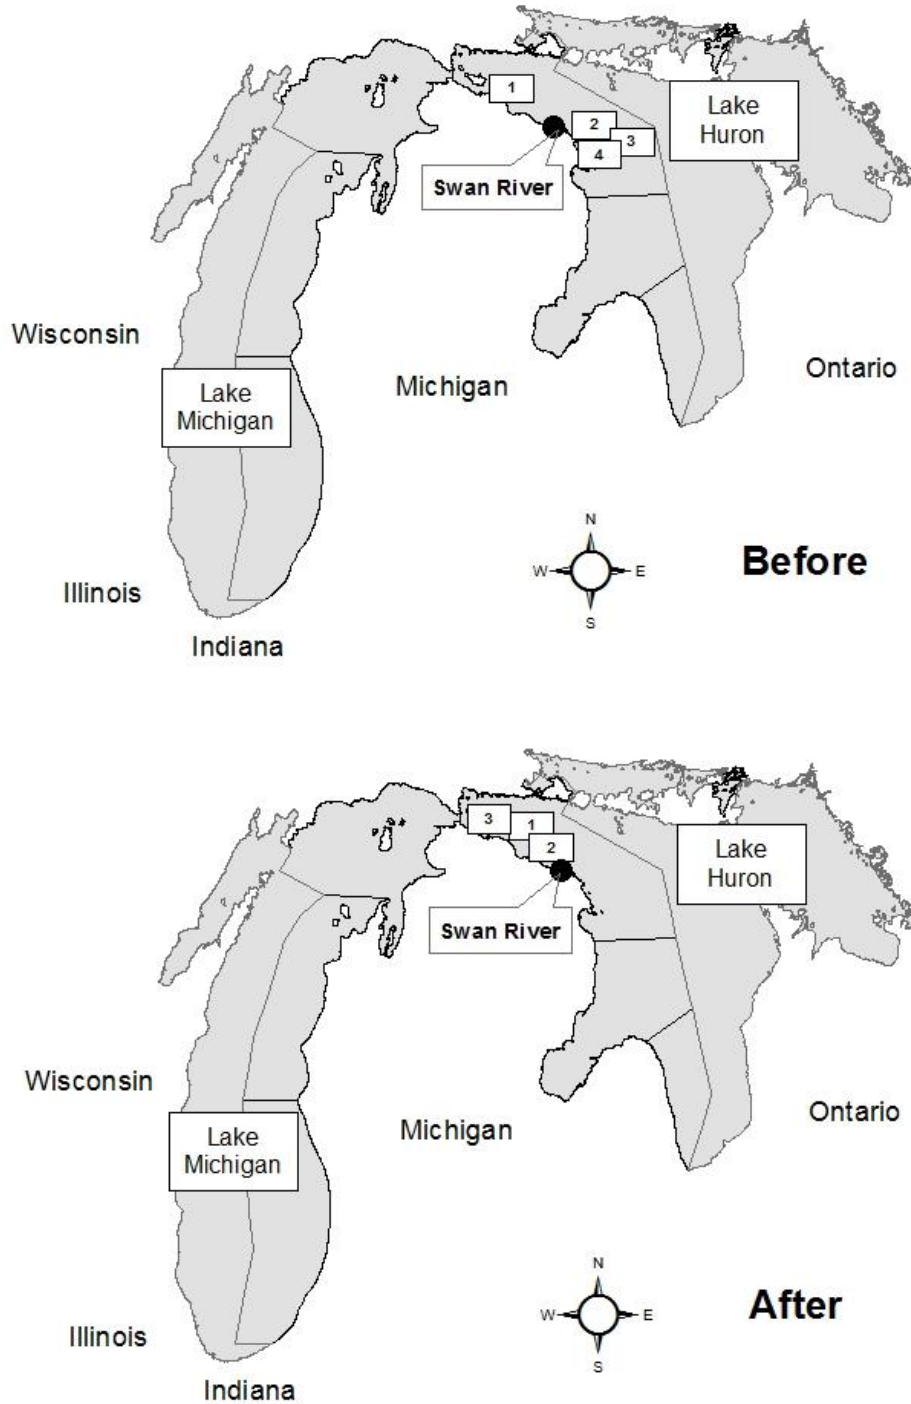 1
Lake
Huron
2
3
4
Swan River
Wisconsin
Ontario
Lake
Michigan
Michigan
N
W E
S
Before
Illinois
Indiana
3
1
2
Lake
Huron
Swan River
Wisconsin
Ontario
Lake
Michigan
Michigan
N
W E
S
After
Illinois
Indiana